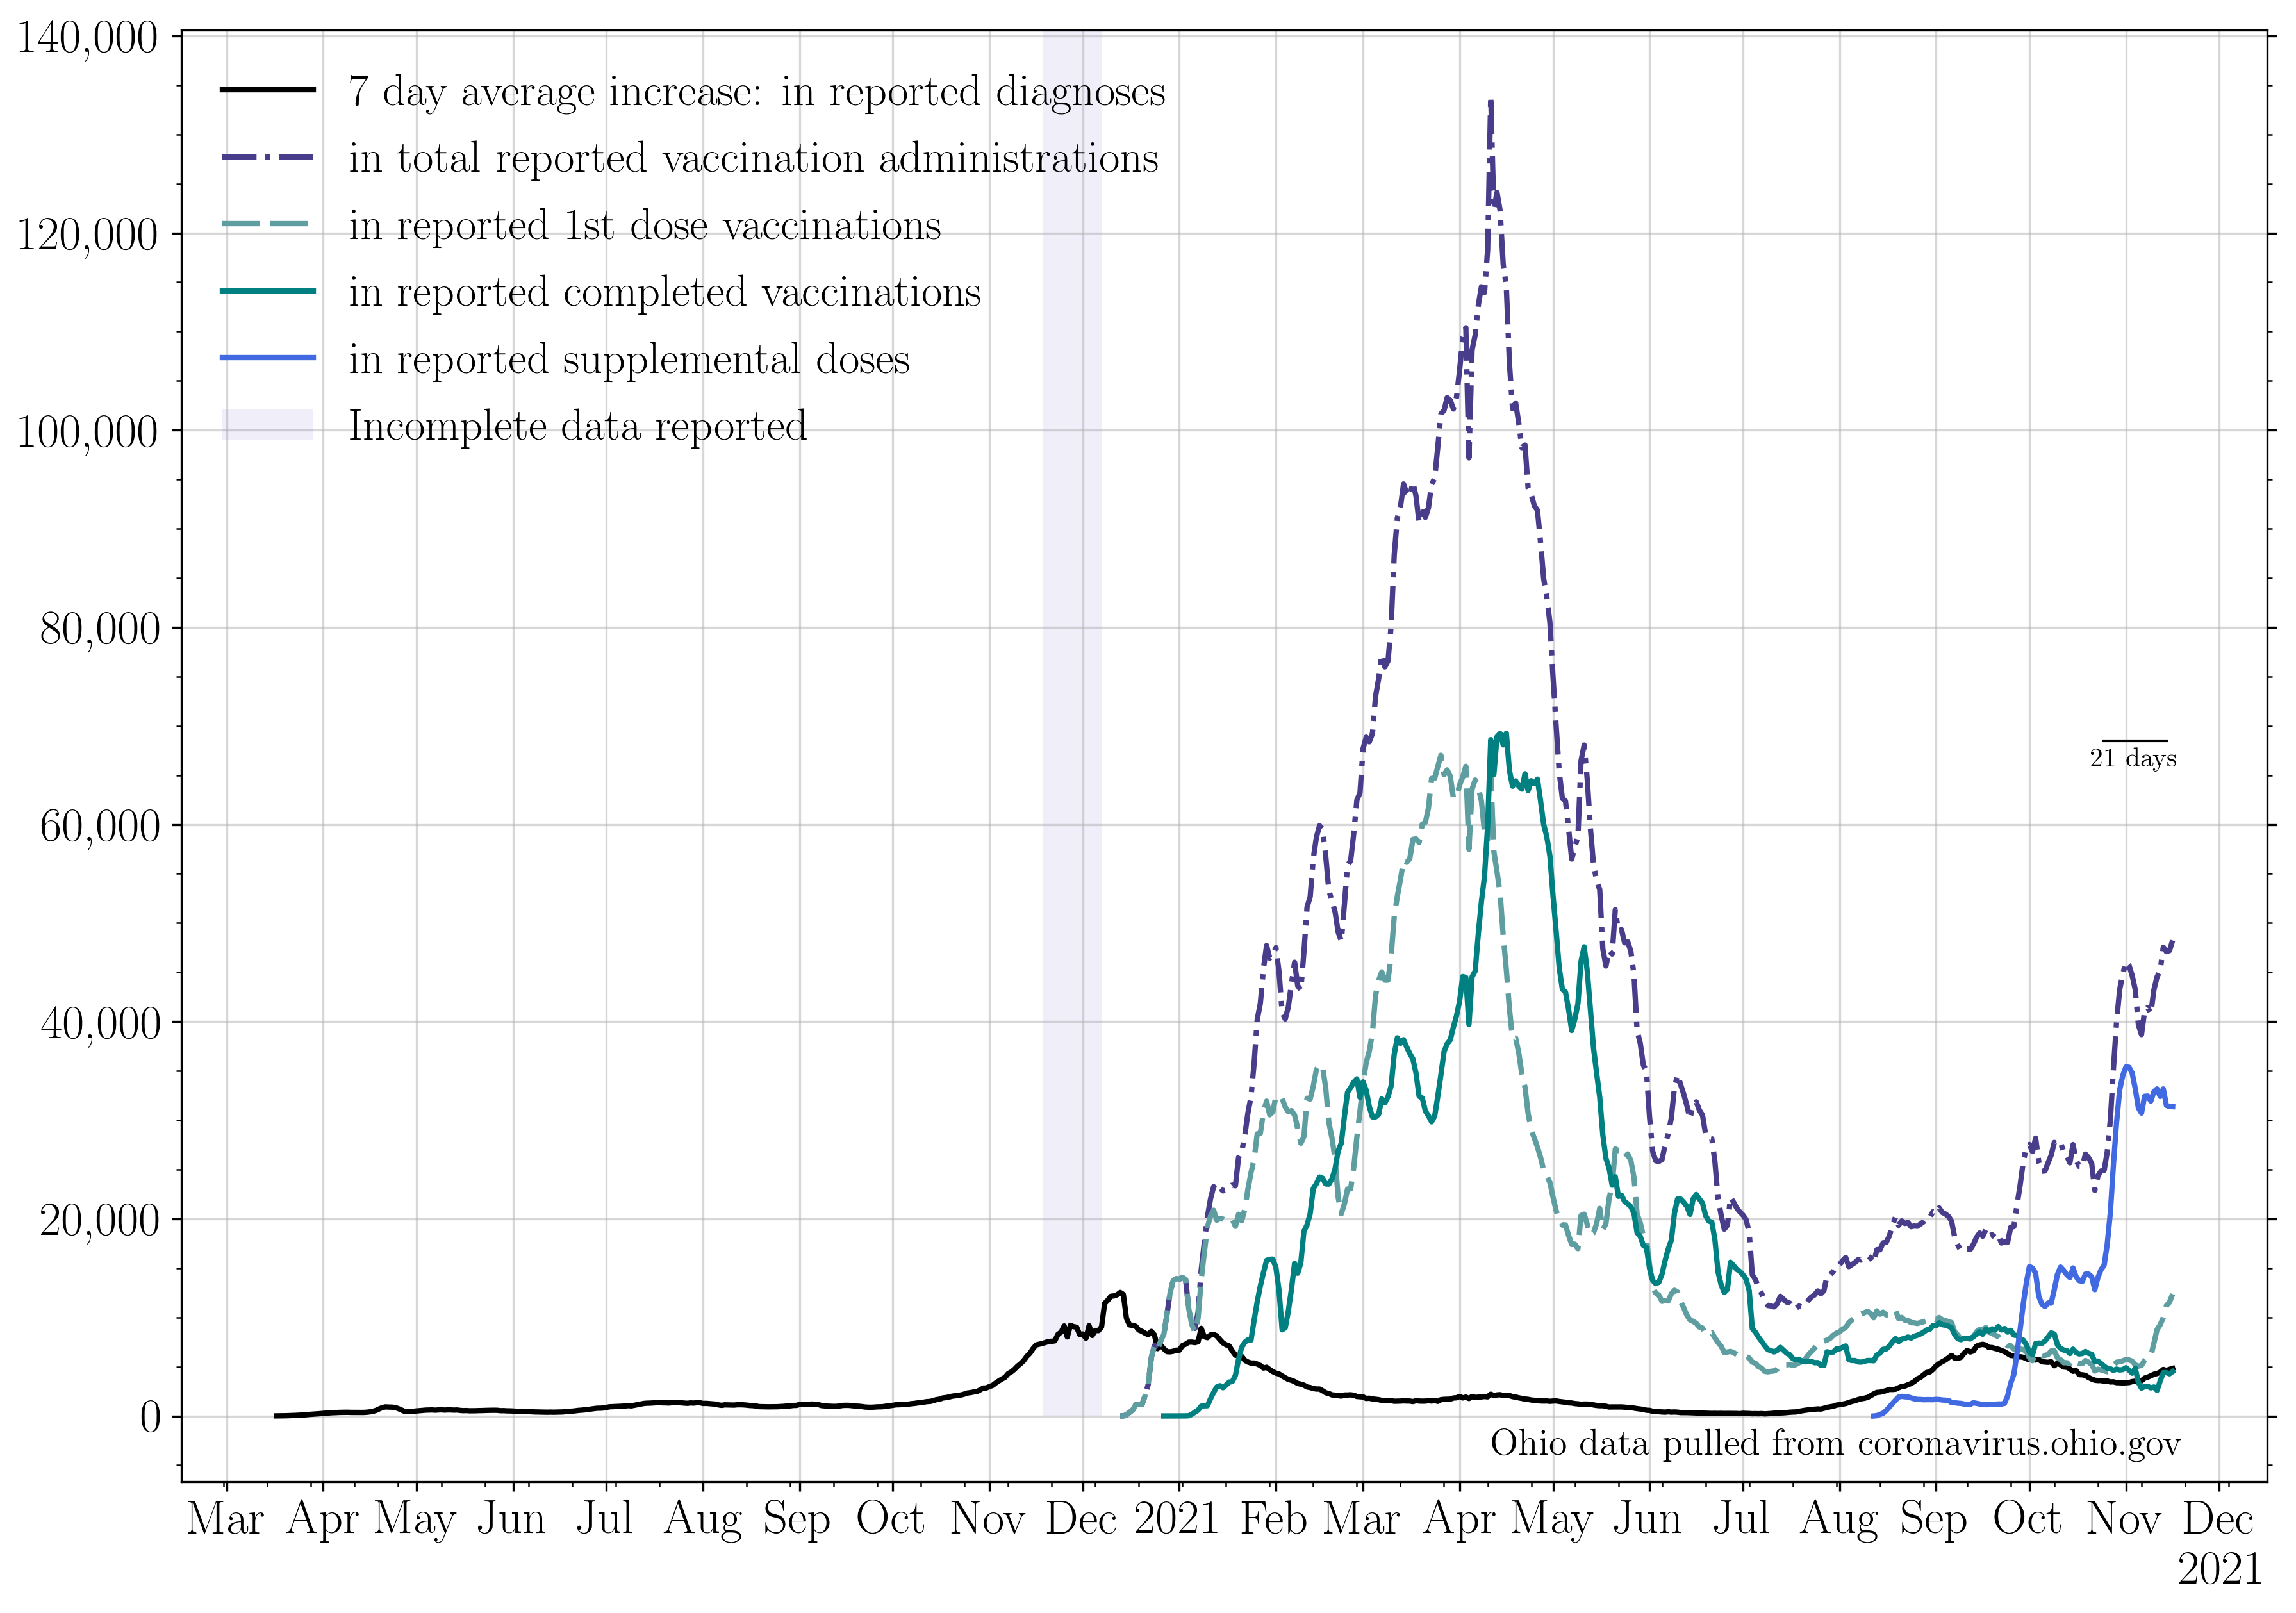 140,000
120,000
100,000
80,000
60,000
40,000
20,000
0
7 day average increase: in reported diagnoses
in total reported vaccination administrations
in reported 1st dose vaccinations
in reported completed vaccinations
in reported supplemental doses
Incomplete data reported
21 days
Ohio data pulled from coronavirus.ohio.gov
Mar Apr May Jun Jul Aug Sep Oct Nov Dec 2021 Feb Mar Apr May Jun Jul Aug Sep Oct Nov Dec
2021